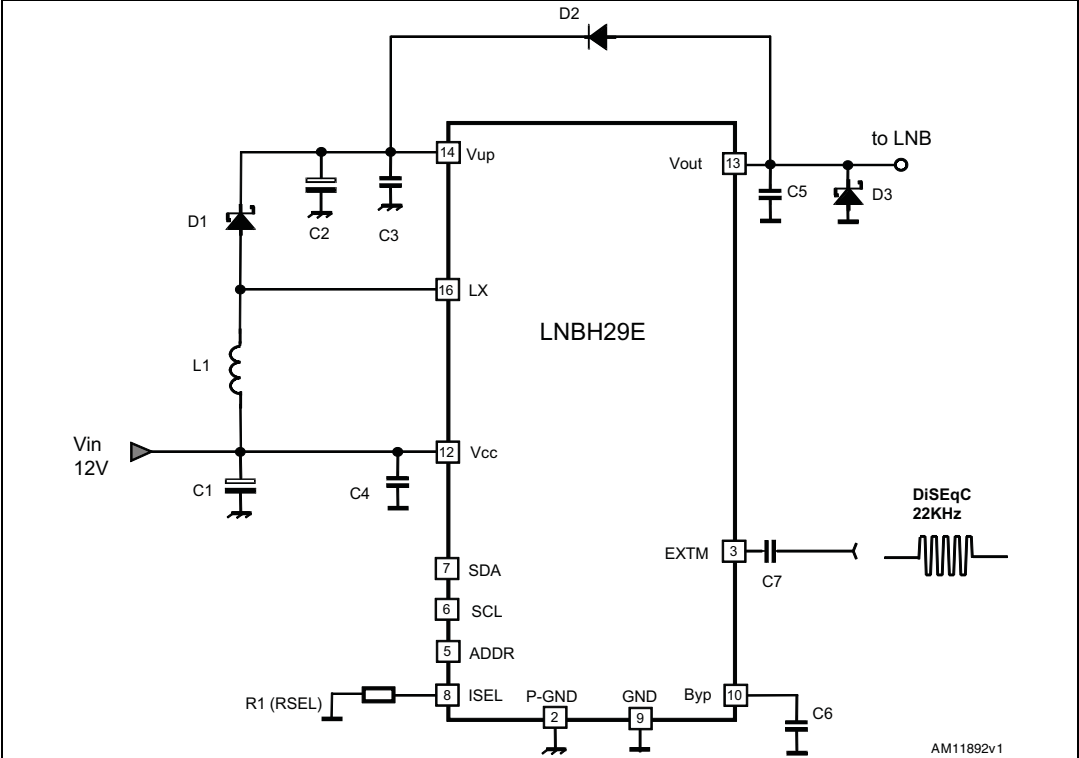 D2
to LNB
14 Vup
Vout 13
C5
D3
D1
C2
C3
16 LX
LNBH29E
L1
Vin
12V
12 Vcc
C1
C4
DiSEqC
22KHz
EXTM 3
C7
7 SDA
6 SCL
5 ADDR
R1 (RSEL)
8 ISEL
P-GND
2
GND
9
Byp 10
C6
AM11892v1